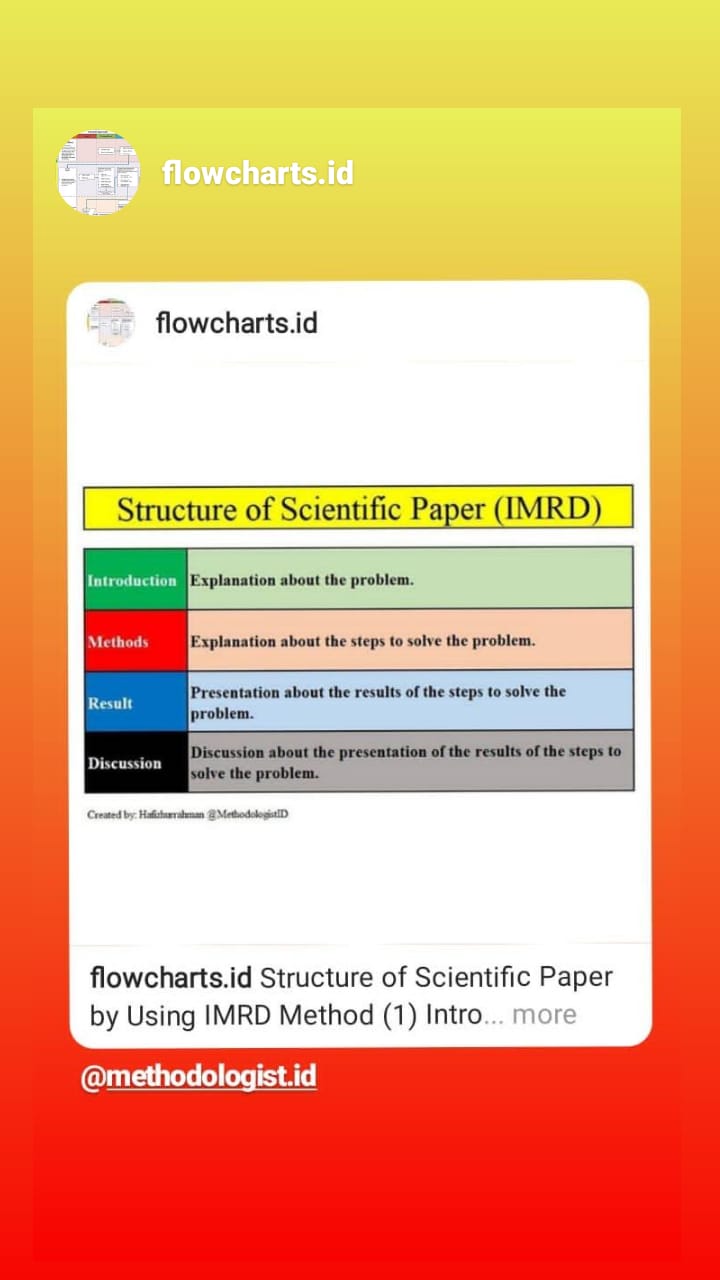 flowcharts.id
flowcharts.id
Structure of Scientific Paper (IMRD)
Introduction Explanation about the problem.
Methods Explanation about the steps to solve the problem.
Result Presentation about the results of the steps to solve the
problem.
Discussion Discussion about the presentation of the results of the steps to
solve the problem.
Created by: Hafizhurrahman @MethodologistID
flowcharts.id Structure of Scientific Paper
by Using IMRD Method (1) Intro... more
@methodologist.id